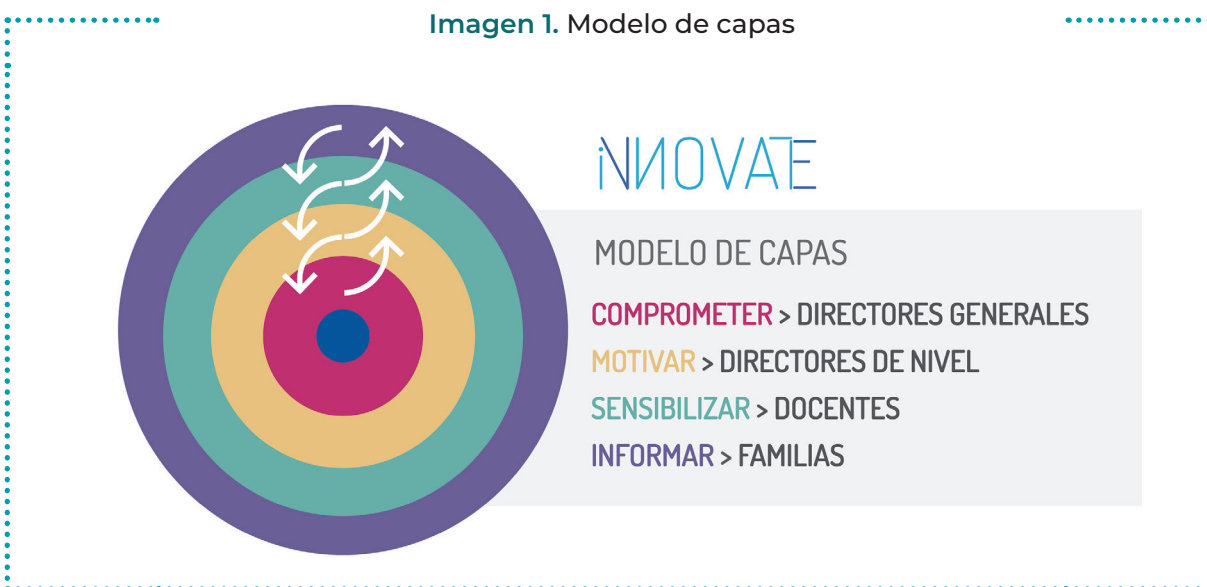 Imagen 1. Modelo de capas
iNNOVATE
MODELO DE CAPAS
COMPROMETER > DIRECTORES GENERALES
MOTIVAR > DIRECTORES DE NIVEL
SENSIBILIZAR > DOCENTES
INFORMAR > FAMILIAS